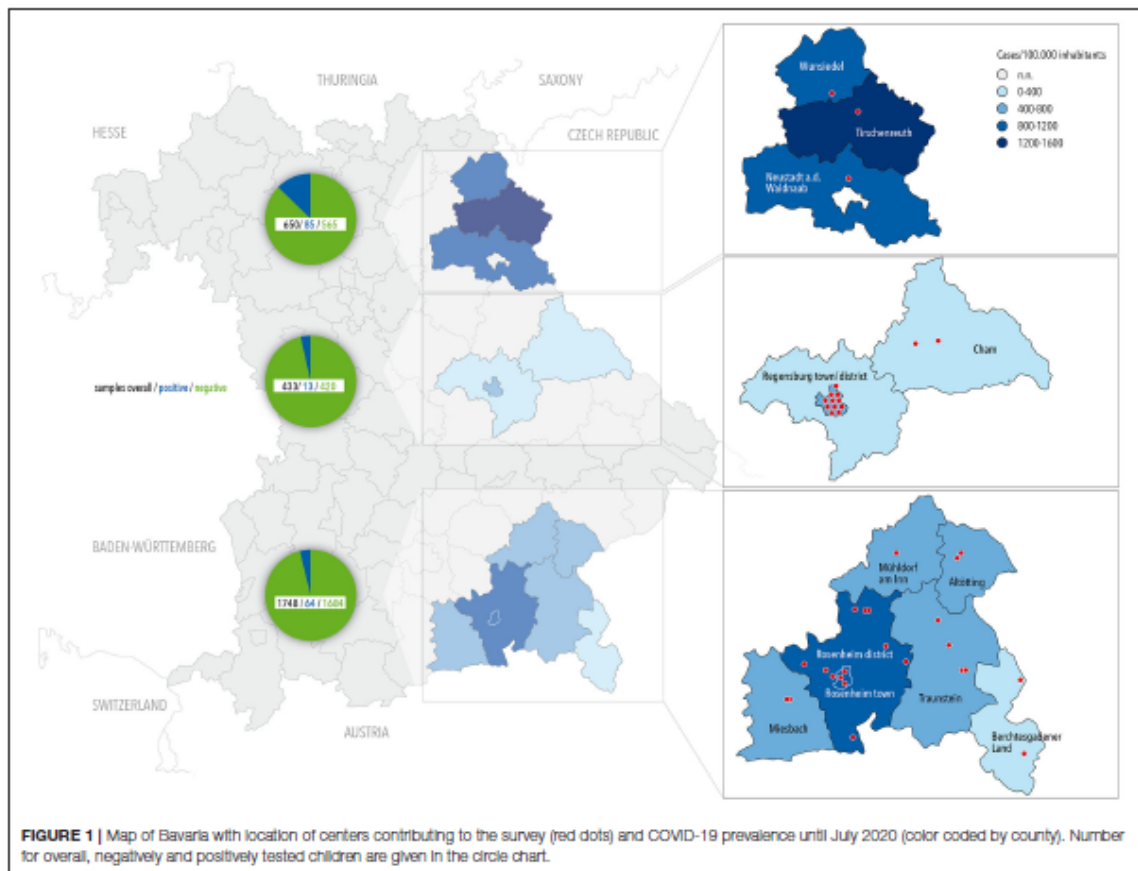 THURINGIA
SAXONY
HESSE
CZECH REPUBLIC
650/ 85 / 565
samples overall / positive / negative
433/ 13 / 420
BADEN-WÜRTTEMBERG
1748 / 64 / 1684
SWITZERLAND
AUSTRIA
Cases/100.000 inhabitants
n.n.
0-400
400-800
800-1200
1200-1600
Wunsiedel
Tirschenreuth
Neustadt a.d.
Waldnaab
Cham
Regensburg town/ district
Mühldorf
am Inn
Altötting
Rosenheim district
Rosenheim town
Traunstein
Miesbach
Berchtesgadener
Land
FIGURE 1 | Map of Bavaria with location of centers contributing to the survey (red dots) and COVID-19 prevalence until July 2020 (color coded by county). Number
for overall, negatively and positively tested children are given in the circle chart.